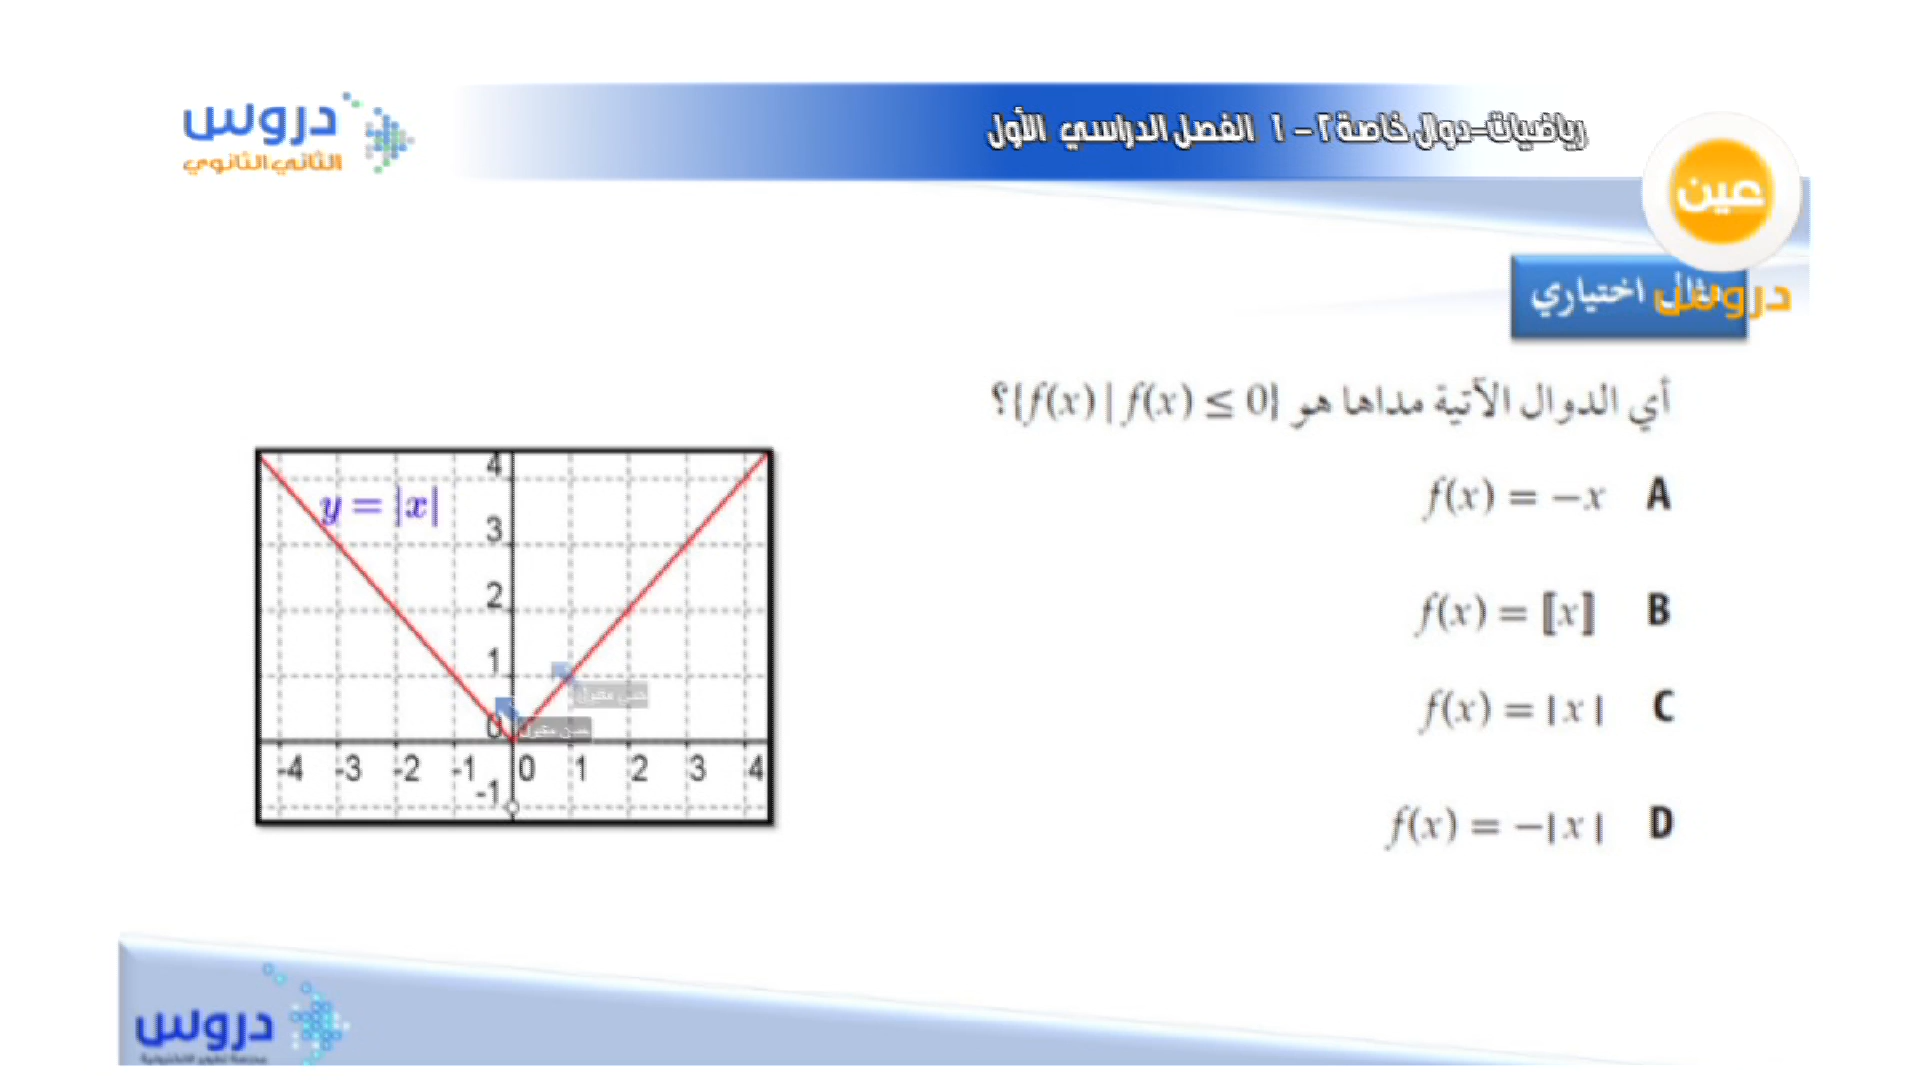 رياضيات-دوال خاصة ٢ - ١ الفصل الدراسي الأول
دروس
الثاني الثانوي
عين
دروس
مثال اختياري
أي الدوال الآتية مداها هو {f(x) | f(x) ≤ 0}؟
A f(x) = −x
B f(x) = ⟦x⟧
C f(x) = |x|
D f(x) = −|x|
y = |x|
4
3
2
1
0
-4 -3 -2 -1 0 1 2 3 4
-1
دروس